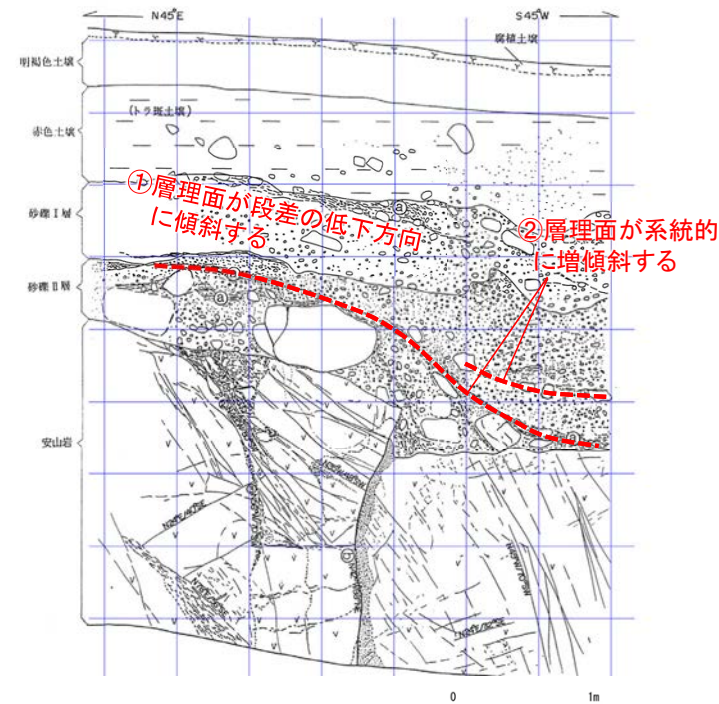 N45°E
S45°W
腐植土壌
明褐色土壌
(トラ斑土壌)
赤色土壌
①層理面が段差の低下方向
に傾斜する
砂礫Ⅰ層
ⓐ
②層理面が系統的
に増傾斜する
砂礫Ⅱ層
ⓐ
安山岩
0
1m